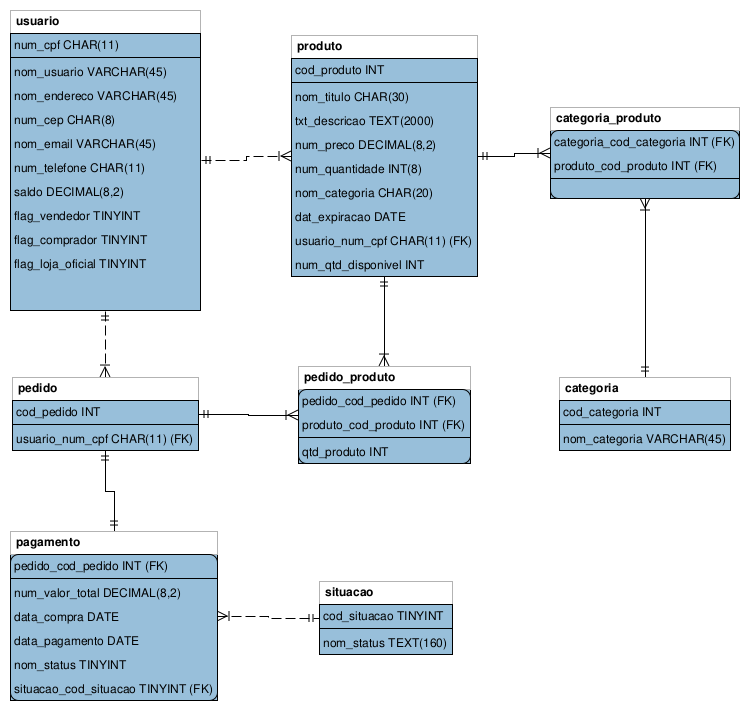 usuario
num_cpf CHAR(11)
nom_usuario VARCHAR(45)
nom_endereco VARCHAR(45)
num_cep CHAR(8)
nom_email VARCHAR(45)
num_telefone CHAR(11)
saldo DECIMAL(8,2)
flag_vendedor TINYINT
flag_comprador TINYINT
flag_loja_oficial TINYINT
produto
cod_produto INT
nom_titulo CHAR(30)
txt_descricao TEXT(2000)
num_preco DECIMAL(8,2)
num_quantidade INT(8)
nom_categoria CHAR(20)
dat_expiracao DATE
usuario_num_cpf CHAR(11) (FK)
num_qtd_disponivel INT
categoria_produto
categoria_cod_categoria INT (FK)
produto_cod_produto INT (FK)
pedido
cod_pedido INT
usuario_num_cpf CHAR(11) (FK)
pedido_produto
pedido_cod_pedido INT (FK)
produto_cod_produto INT (FK)
qtd_produto INT
categoria
cod_categoria INT
nom_categoria VARCHAR(45)
pagamento
pedido_cod_pedido INT (FK)
num_valor_total DECIMAL(8,2)
data_compra DATE
data_pagamento DATE
nom_status TINYINT
situacao_cod_situacao TINYINT (FK)
situacao
cod_situacao TINYINT
nom_status TEXT(160)